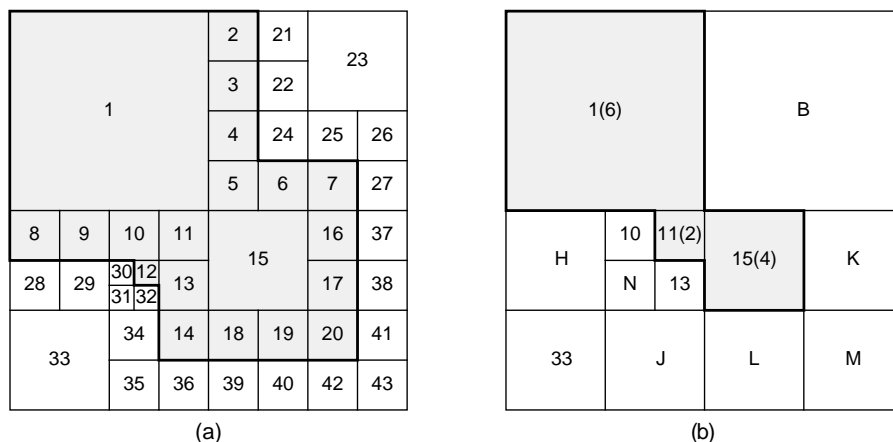 2 21
23
1 3 22
4 24 25 26
5 6 7 27
8 9 10 11 15 16 37
28 29 30 12 13 17 38
31 32
33 34 14 18 19 20 41
35 36 39 40 42 43
(a)
1(6) B
H 10 11(2) 15(4) K
N 13
33 J L M
(b)